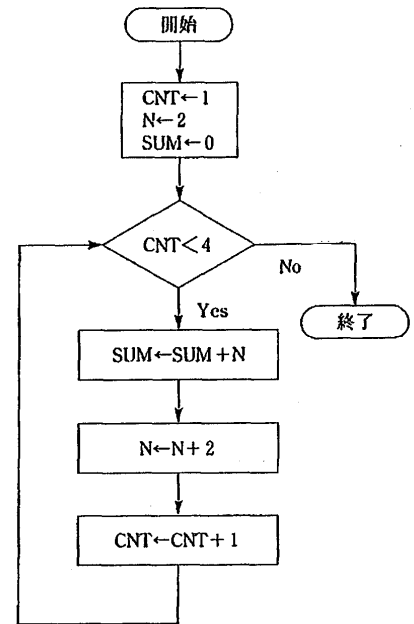 開始
CNT←1
N←2
SUM←0
CNT<4
No
Yes
終了
SUM←SUM+N
N←N+2
CNT←CNT+1